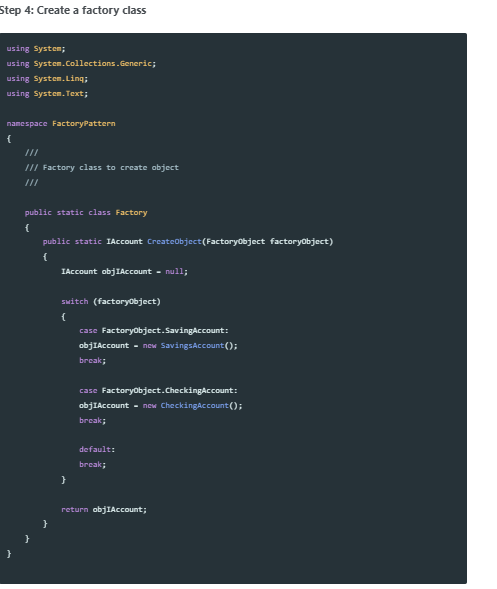 Step 4: Create a factory class
using System;
using System.Collections.Generic;
using System.Linq;
using System.Text;
namespace FactoryPattern
{
///
/// Factory class to create object
///
public static class Factory
{
public static IAccount CreateObject(FactoryObject factoryObject)
{
IAccount objIAccount = null;
switch (factoryObject)
{
case FactoryObject.SavingAccount:
objIAccount = new SavingsAccount();
break;
case FactoryObject.CheckingAccount:
objIAccount = new CheckingAccount();
break;
default:
break;
}
return objIAccount;
}
}
}